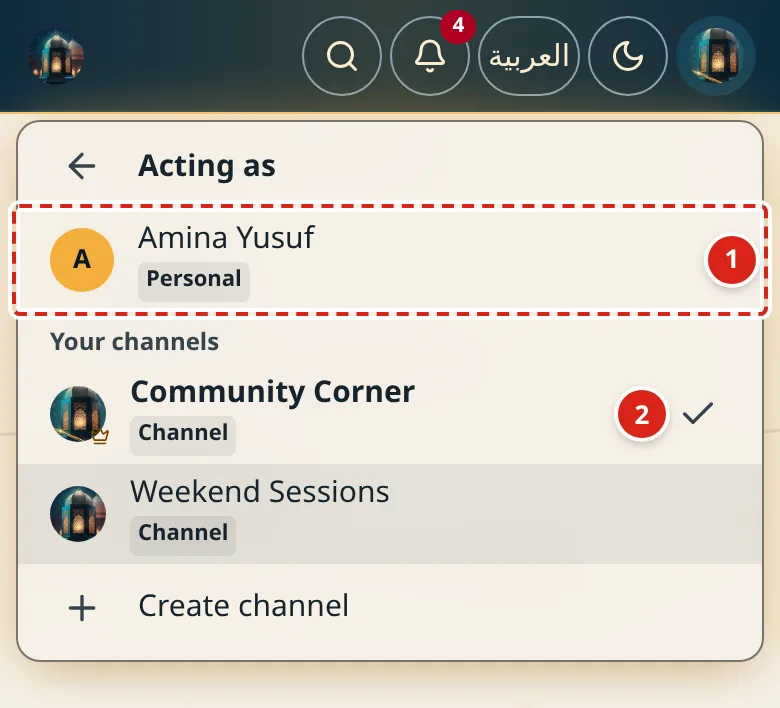 4
العربية
Acting as
A
Amina Yusuf
Personal
1
Your channels
Community Corner
Channel
2
Weekend Sessions
Channel
Create channel